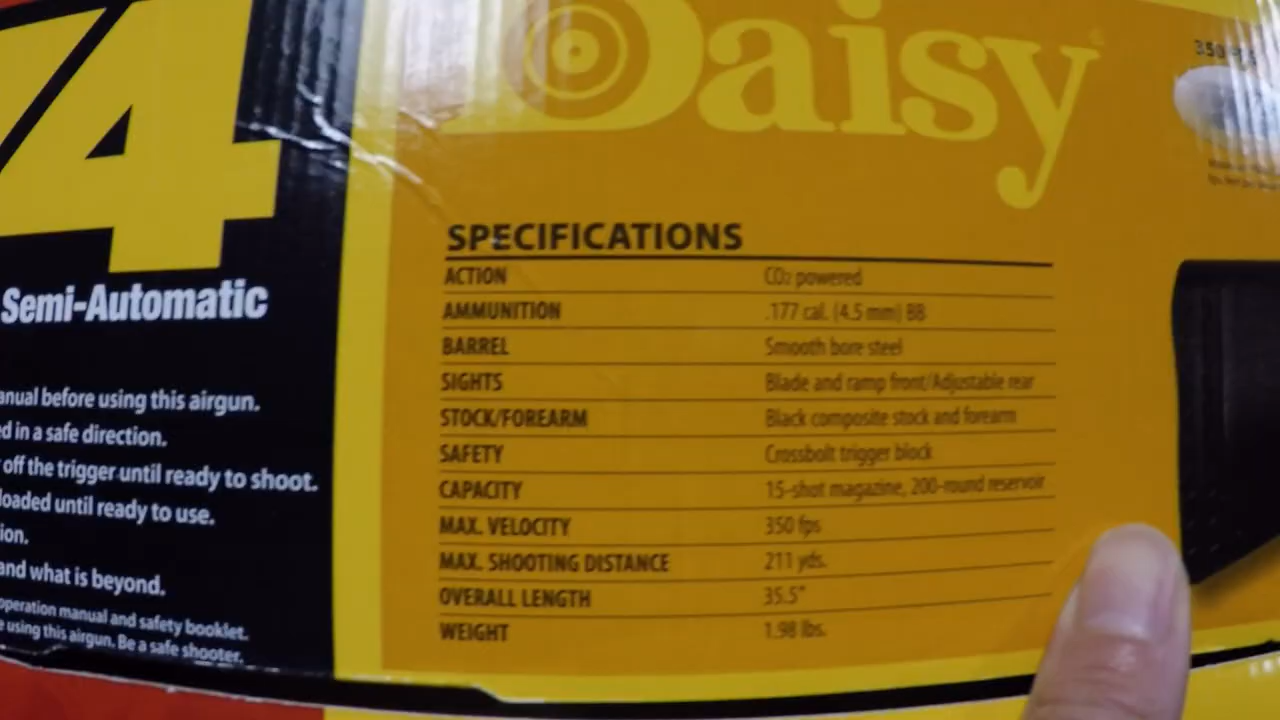 74
Semi-Automatic
anual before using this airgun.
ed in a safe direction.
off the trigger until ready to shoot.
loaded until ready to use.
ion.
and what is beyond.
operation manual and safety booklet.
e using this airgun. Be a safe shooter.
Daisy
SPECIFICATIONS
ACTION CO2 powered
AMMUNITION .177 cal. (4.5 mm) BB
BARREL Smooth bore steel
SIGHTS Blade and ramp front/Adjustable rear
STOCK/FOREARM Black composite stock and forearm
SAFETY Crossbolt trigger block
CAPACITY 15-shot magazine, 200-round reservoir
MAX. VELOCITY 350 fps
MAX. SHOOTING DISTANCE 211 yds.
OVERALL LENGTH 35.5"
WEIGHT 1.98 lbs.
350